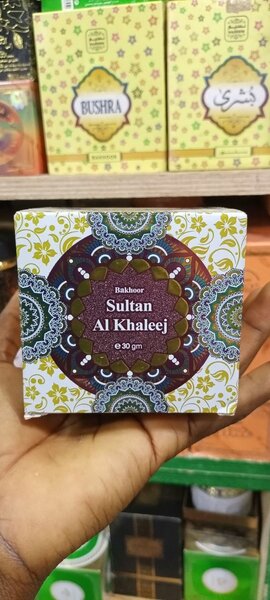 BUSHRA
بشرى
Bakhoor
Sultan
Al Khaleej
℮ 30 gm